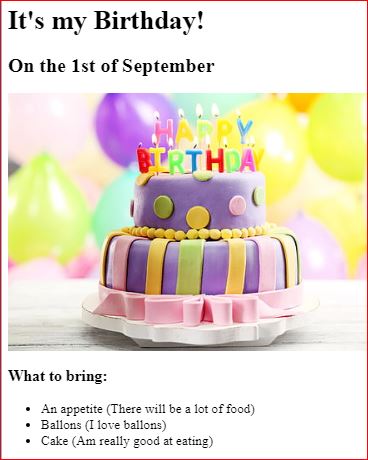 It's my Birthday!
On the 1st of September
HAPPY
BIRTHDAY
What to bring:
An appetite (There will be a lot of food)
Ballons (I love ballons)
Cake (Am really good at eating)